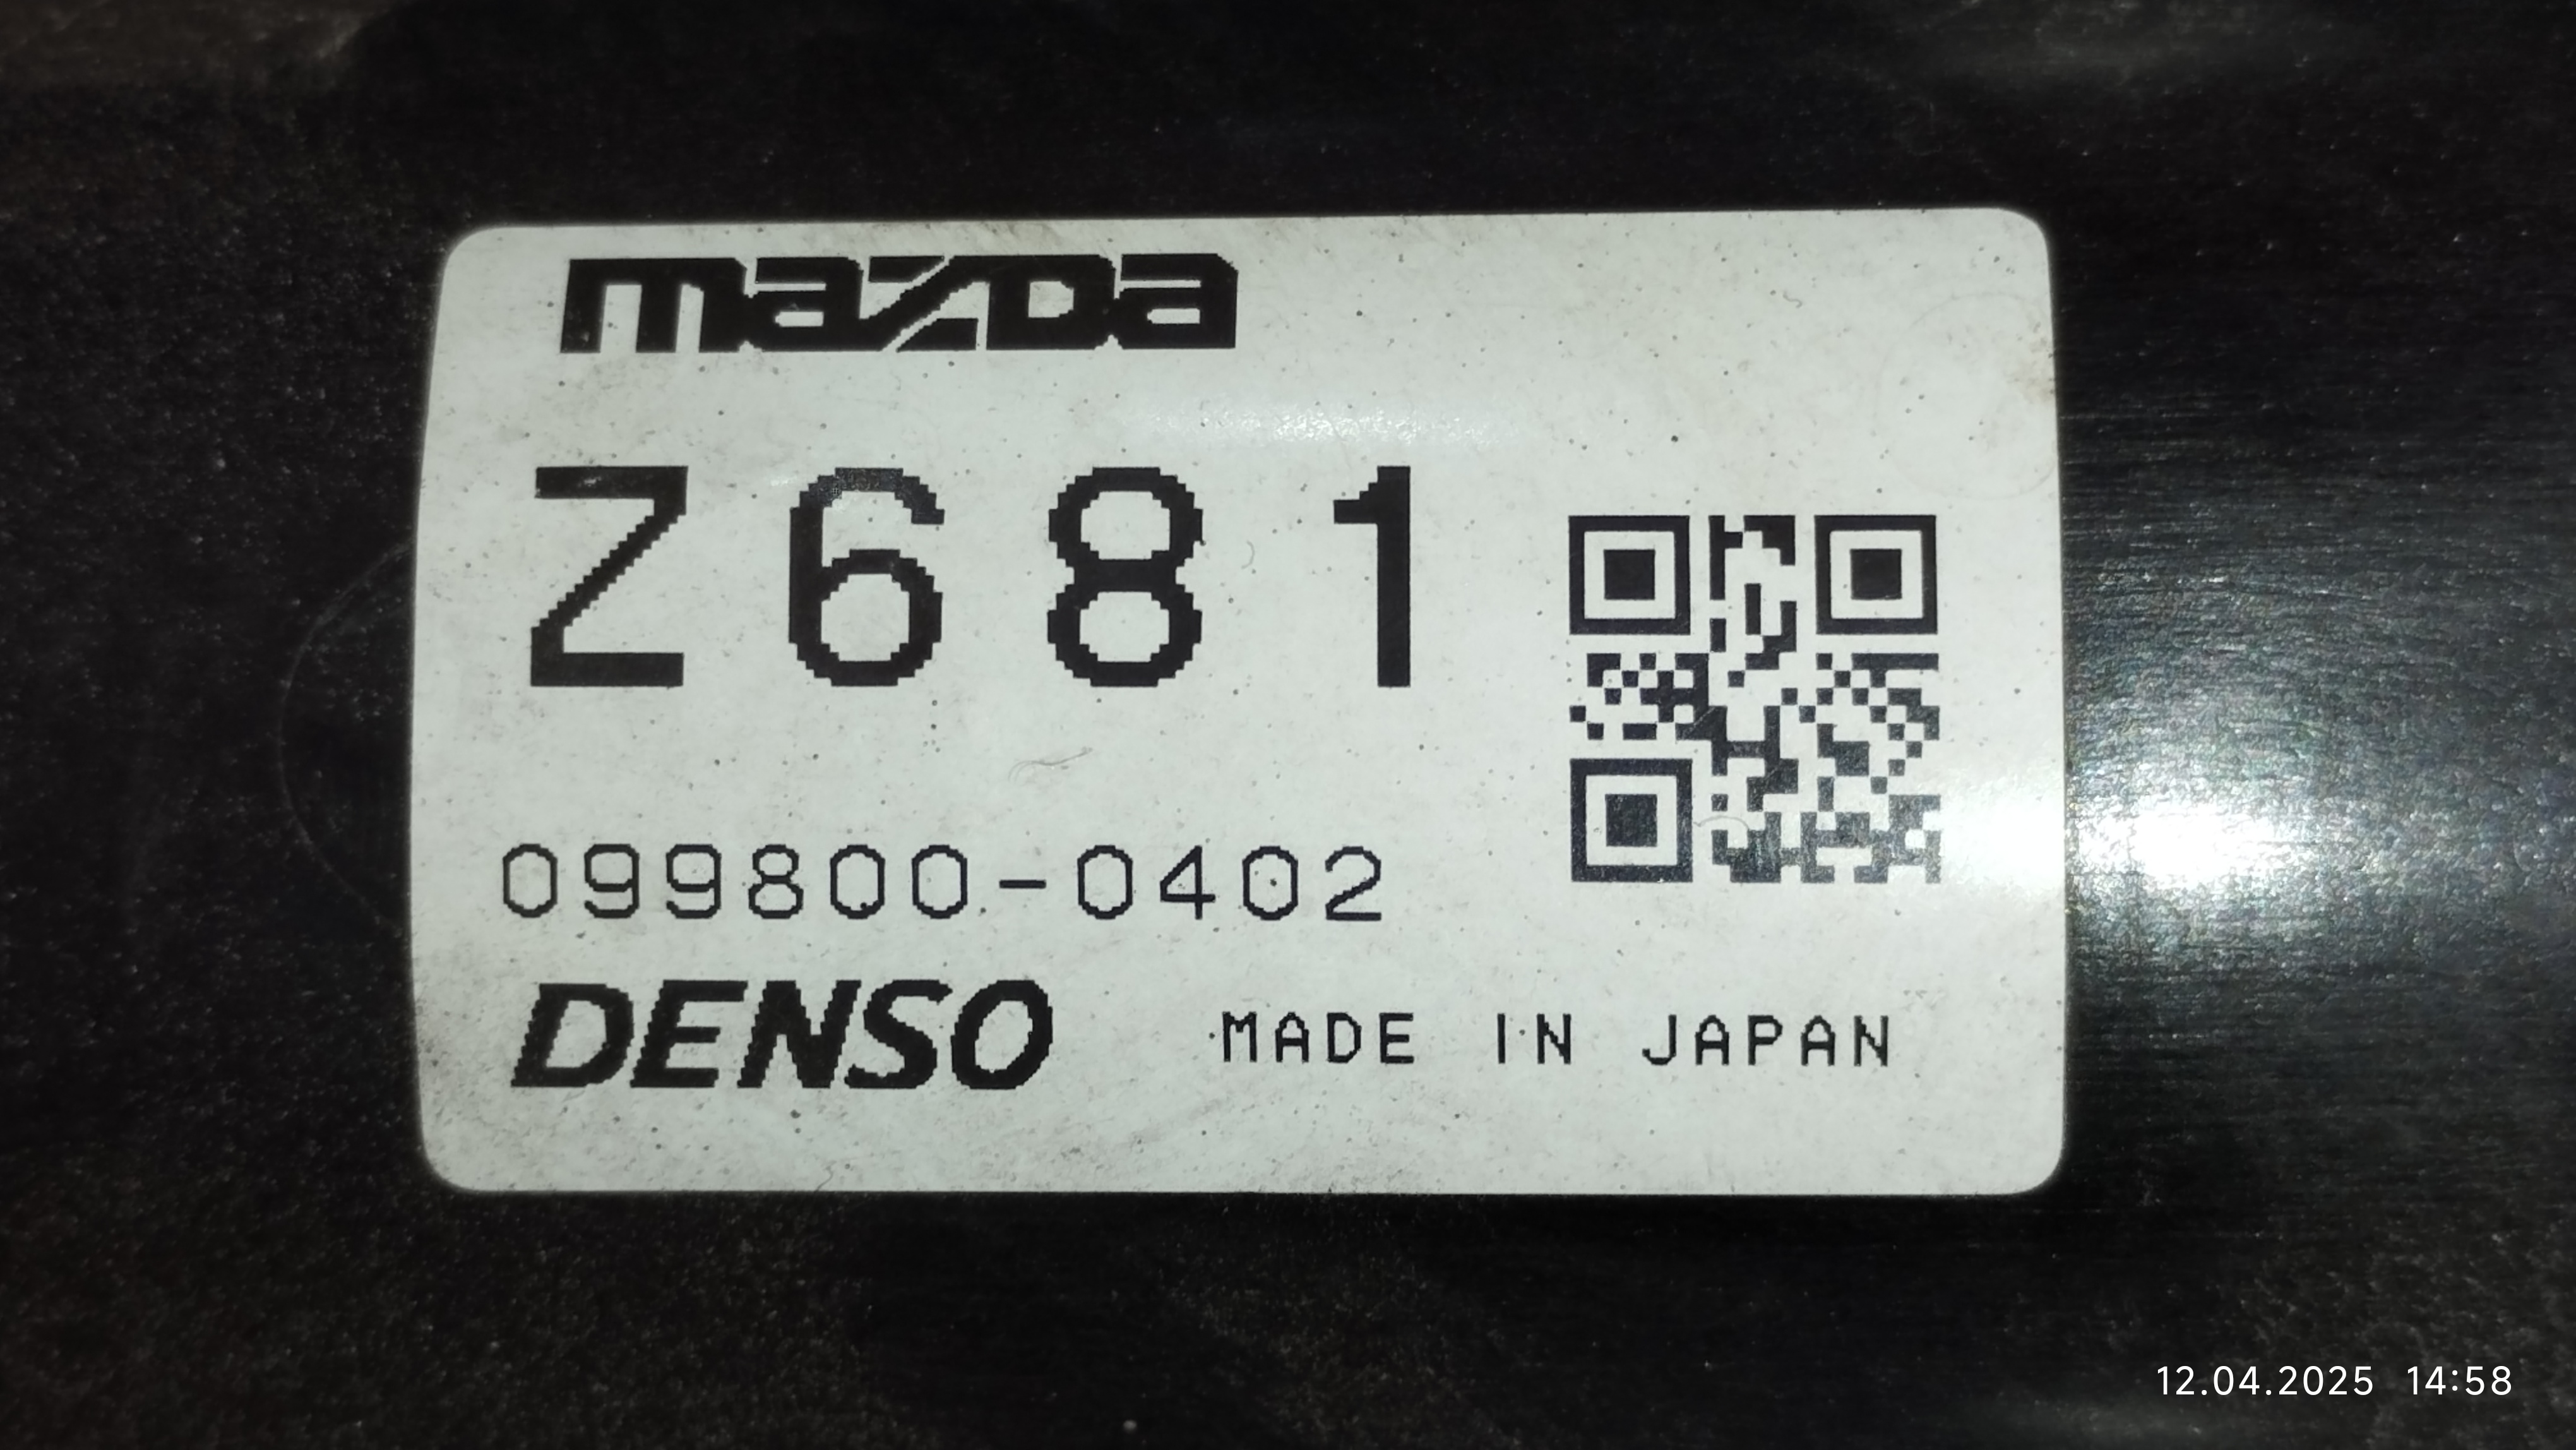 mazDa
Z681
099800-0402
DENSO MADE IN JAPAN
12.04.2025 14:58